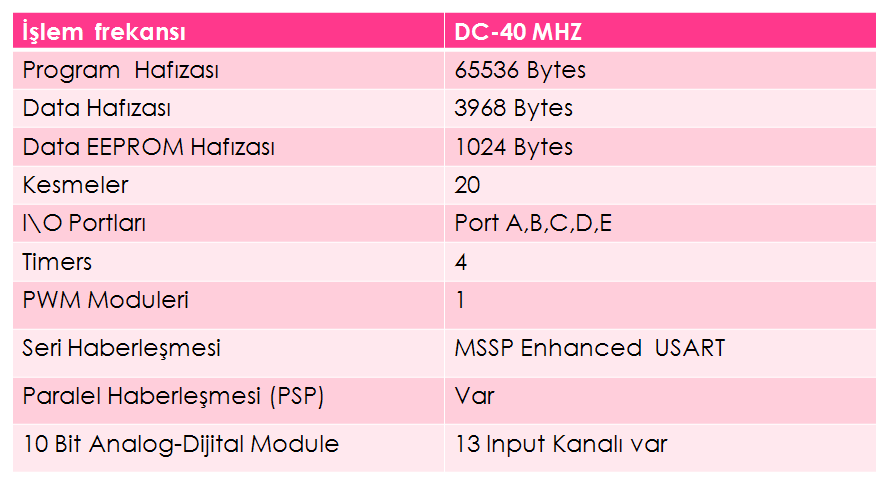 İşlem frekansı DC-40 MHZ
Program Hafızası 65536 Bytes
Data Hafızası 3968 Bytes
Data EEPROM Hafızası 1024 Bytes
Kesmeler 20
I\O Portları Port A,B,C,D,E
Timers 4
PWM Moduleri 1
Seri Haberleşmesi MSSP Enhanced USART
Paralel Haberleşmesi (PSP) Var
10 Bit Analog-Dijital Module 13 Input Kanalı var